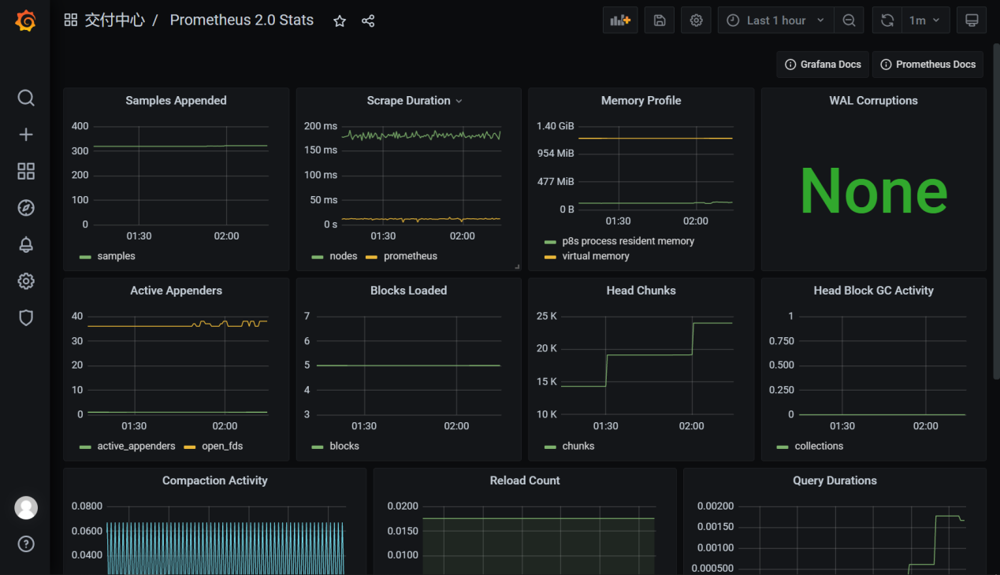 交付中心 / Prometheus 2.0 Stats
Last 1 hour
1m
Grafana Docs
Prometheus Docs
Samples Appended
400
300
200
100
0
01:30
02:00
samples
Scrape Duration
200 ms
150 ms
100 ms
50 ms
0 s
01:30
02:00
nodes
prometheus
Memory Profile
1.40 GiB
954 MiB
477 MiB
0 B
01:30
02:00
p8s process resident memory
virtual memory
WAL Corruptions
None
Active Appenders
40
30
20
10
0
01:30
02:00
active_appenders
open_fds
Blocks Loaded
7
6
5
4
3
01:30
02:00
blocks
Head Chunks
25 K
20 K
15 K
10 K
01:30
02:00
chunks
Head Block GC Activity
1
0.750
0.500
0.250
0
01:30
02:00
collections
Compaction Activity
0.0800
0.0600
0.0400
Reload Count
0.0200
0.0150
0.0100
Query Durations
0.00200
0.00150
0.00100
0.000500